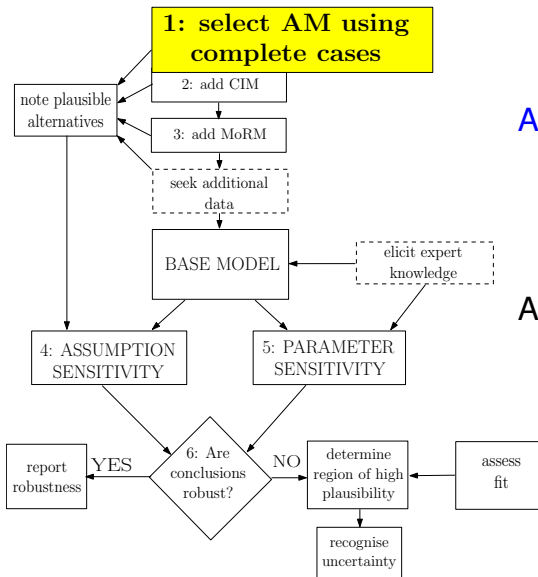 1: select AM using
complete cases
note plausible
alternatives
2: add CIM
A
3: add MoRM
seek additional
data
BASE MODEL
elicit expert
knowledge
A
4: ASSUMPTION
SENSITIVITY
5: PARAMETER
SENSITIVITY
6: Are
conclusions
robust?
YES
NO
report
robustness
determine
region of high
plausibility
assess
fit
recognise
uncertainty